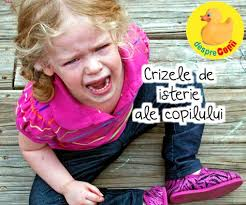 despre
Copii
Crizele de
isterie
ale copilului